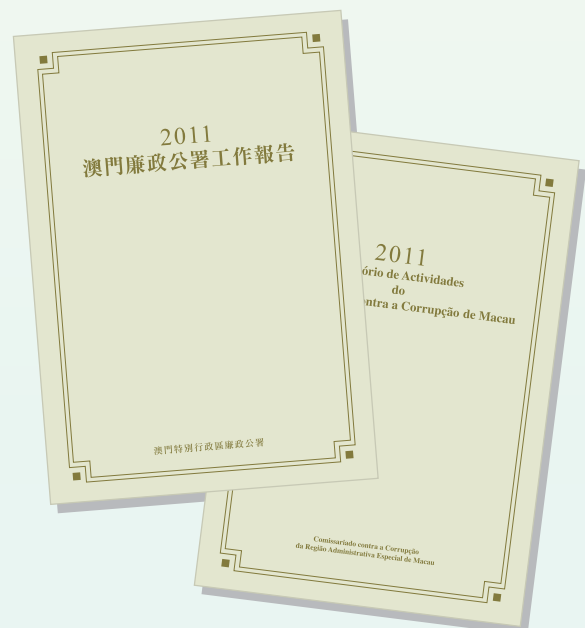 2011
澳門廉政公署工作報告
澳門特別行政區廉政公署
2011
ório de Actividades
do
ntra a Corrupção de Macau
Comissariado contra a Corrupção
da Região Administrativa Especial de Macau